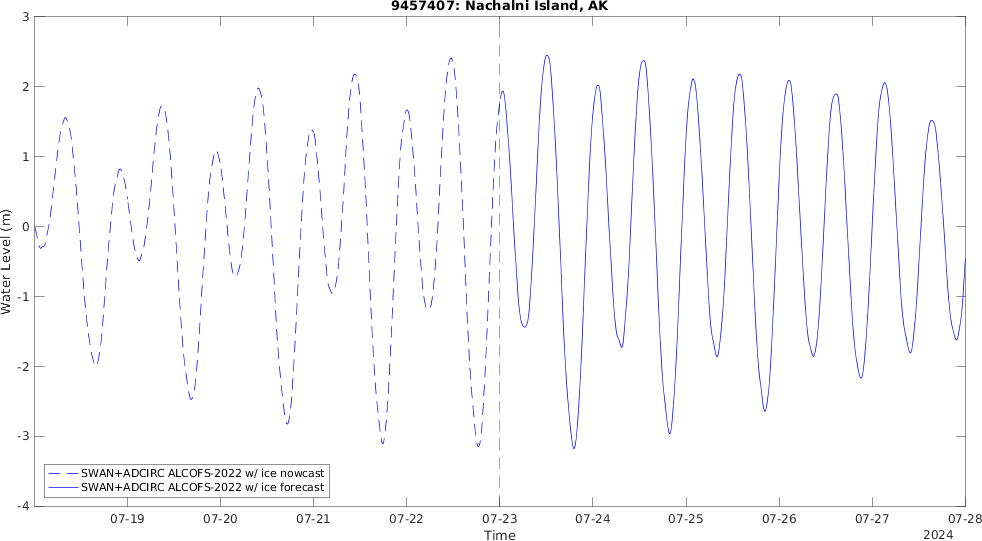 9457407: Nachalni Island, AK
3
2
1
0
-1
-2
-3
-4
Water Level (m)
SWAN+ADCIRC ALCOFS-2022 w/ ice nowcast
SWAN+ADCIRC ALCOFS-2022 w/ ice forecast
07-19 07-20 07-21 07-22 07-23 07-24 07-25 07-26 07-27 07-28
Time
2024